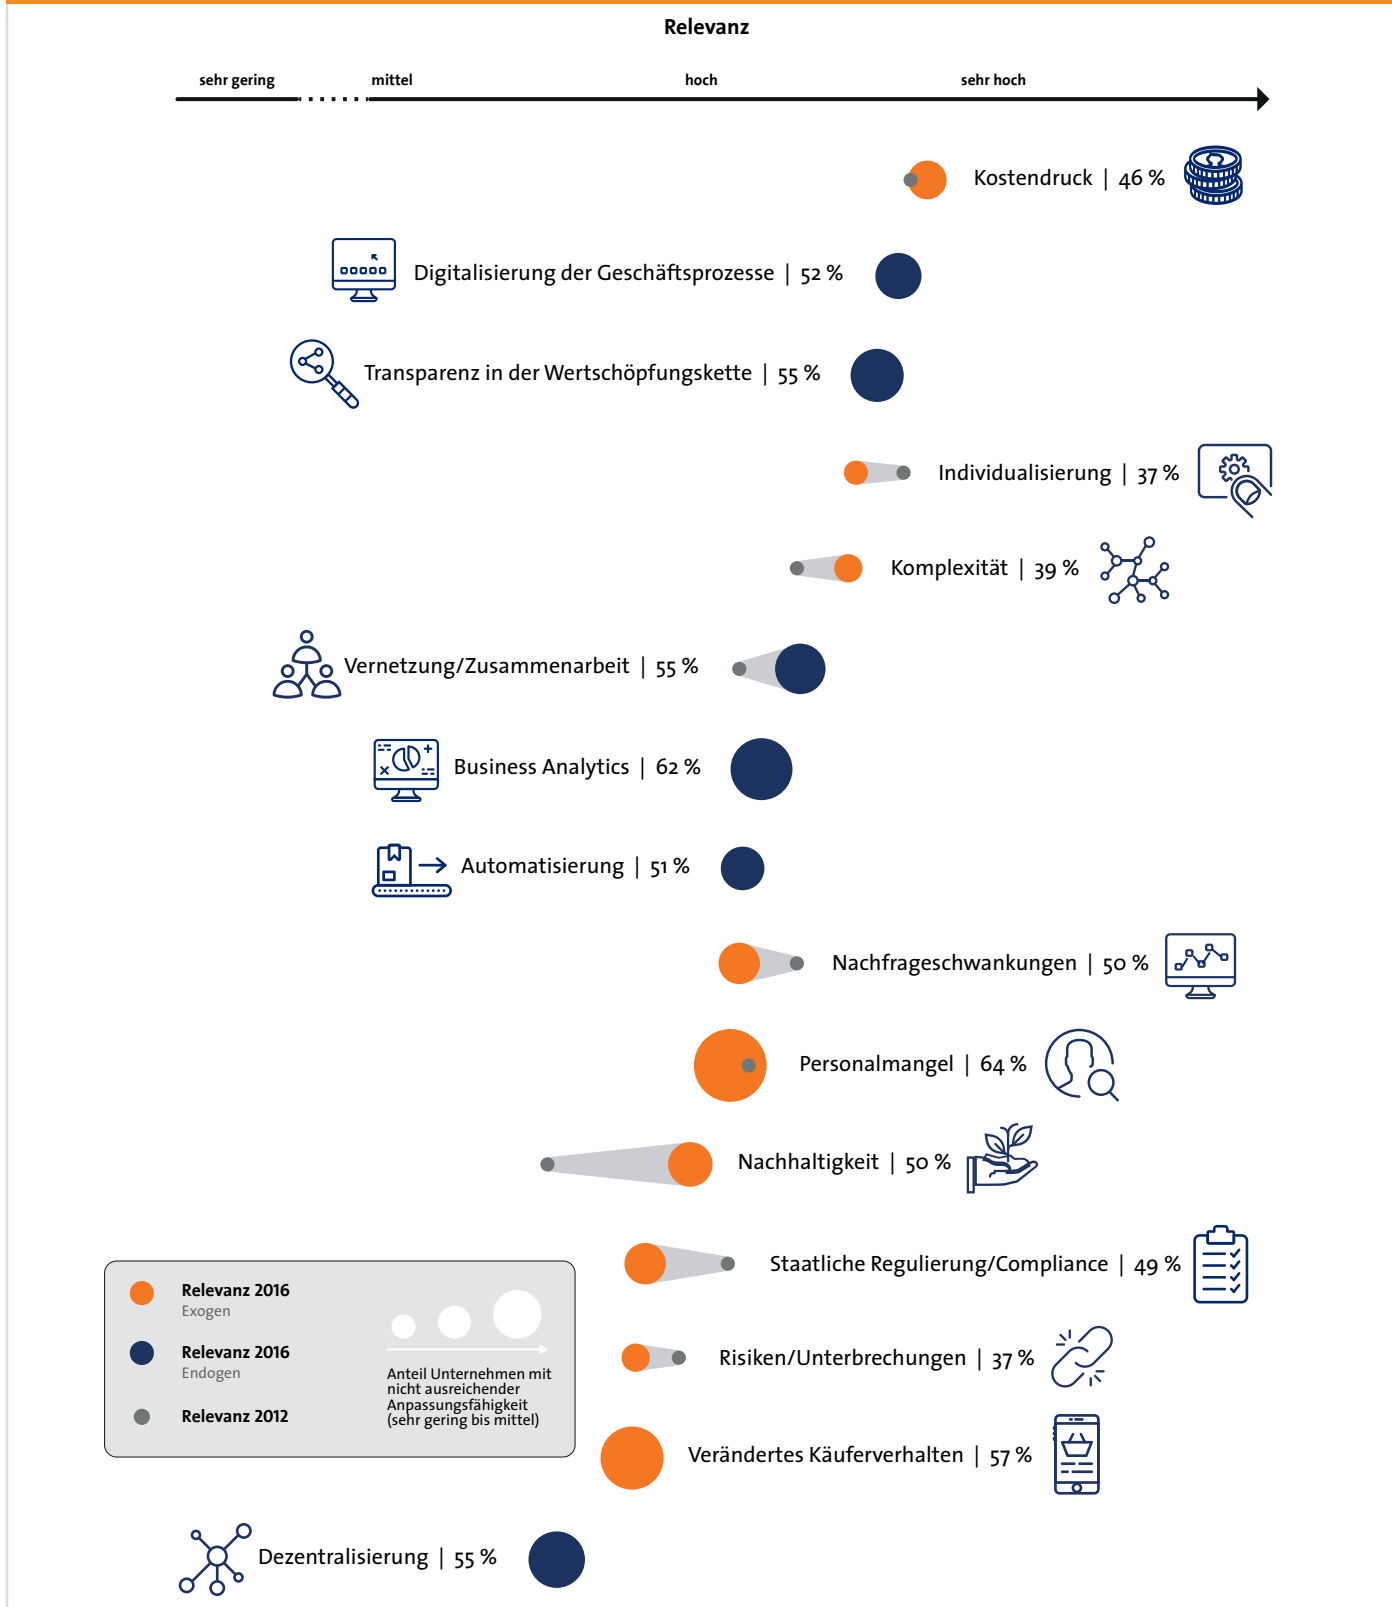 Relevanz
sehr gering mittel hoch sehr hoch
Kostendruck | 46 %
Digitalisierung der Geschäftsprozesse | 52 %
Transparenz in der Wertschöpfungskette | 55 %
Individualisierung | 37 %
Komplexität | 39 %
Vernetzung/Zusammenarbeit | 55 %
Business Analytics | 62 %
Automatisierung | 51 %
Nachfrageschwankungen | 50 %
Personalmangel | 64 %
Nachhaltigkeit | 50 %
Staatliche Regulierung/Compliance | 49 %
Risiken/Unterbrechungen | 37 %
Verändertes Käuferverhalten | 57 %
Dezentralisierung | 55 %
Relevanz 2016
Exogen
Relevanz 2016
Endogen
Relevanz 2012
Anteil Unternehmen mit
nicht ausreichender
Anpassungsfähigkeit
(sehr gering bis mittel)